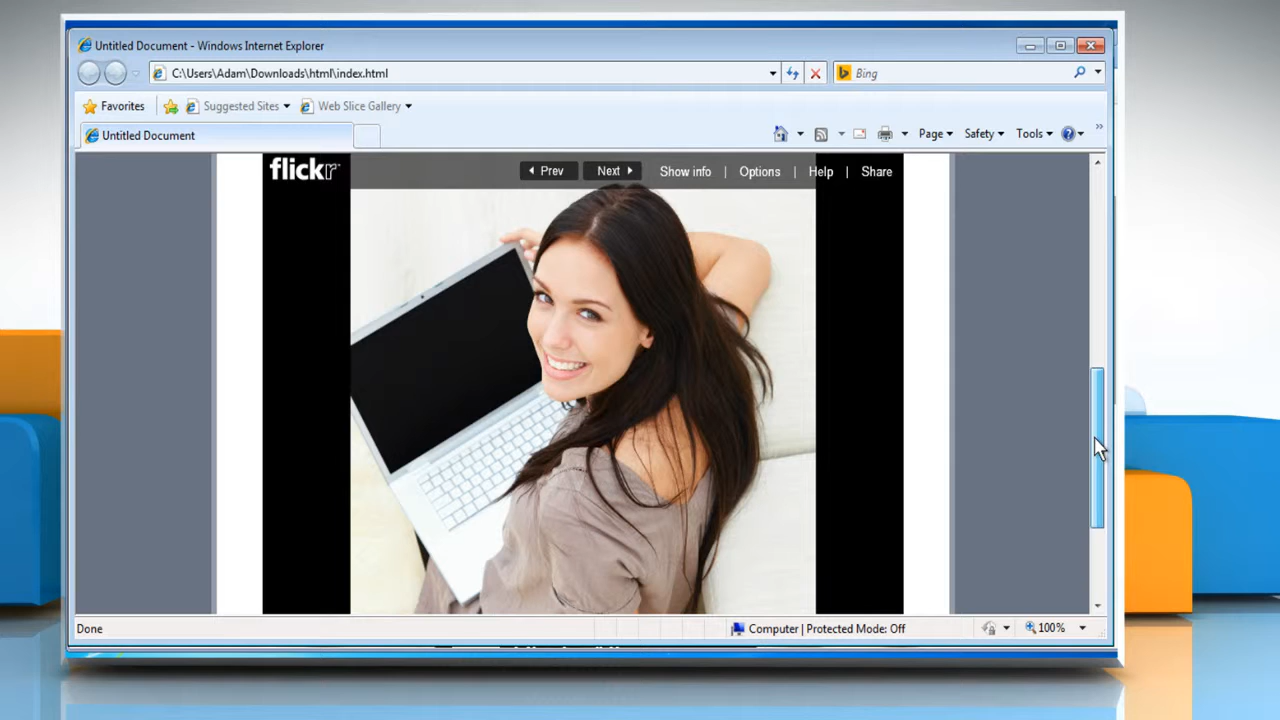 Untitled Document - Windows Internet Explorer
C:\Users\Adam\Downloads\html\index.html
Bing
Favorites
Suggested Sites
Web Slice Gallery
Untitled Document
Page
Safety
Tools
»
flickr
Prev
Next
Show info | Options | Help | Share
Done
Computer | Protected Mode: Off
100%